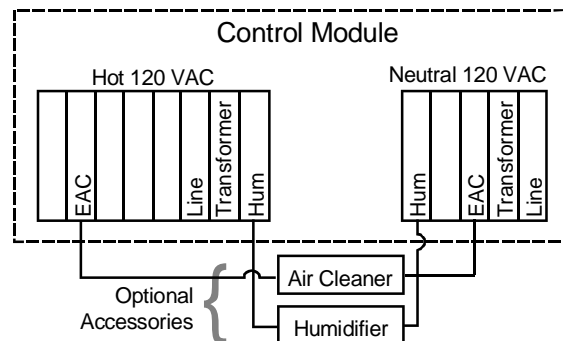 Control Module
Hot 120 VAC
Neutral 120 VAC
EAC
Line
Transformer
Hum
Hum
EAC
Transformer
Line
Optional
Accessories
Air Cleaner
Humidifier